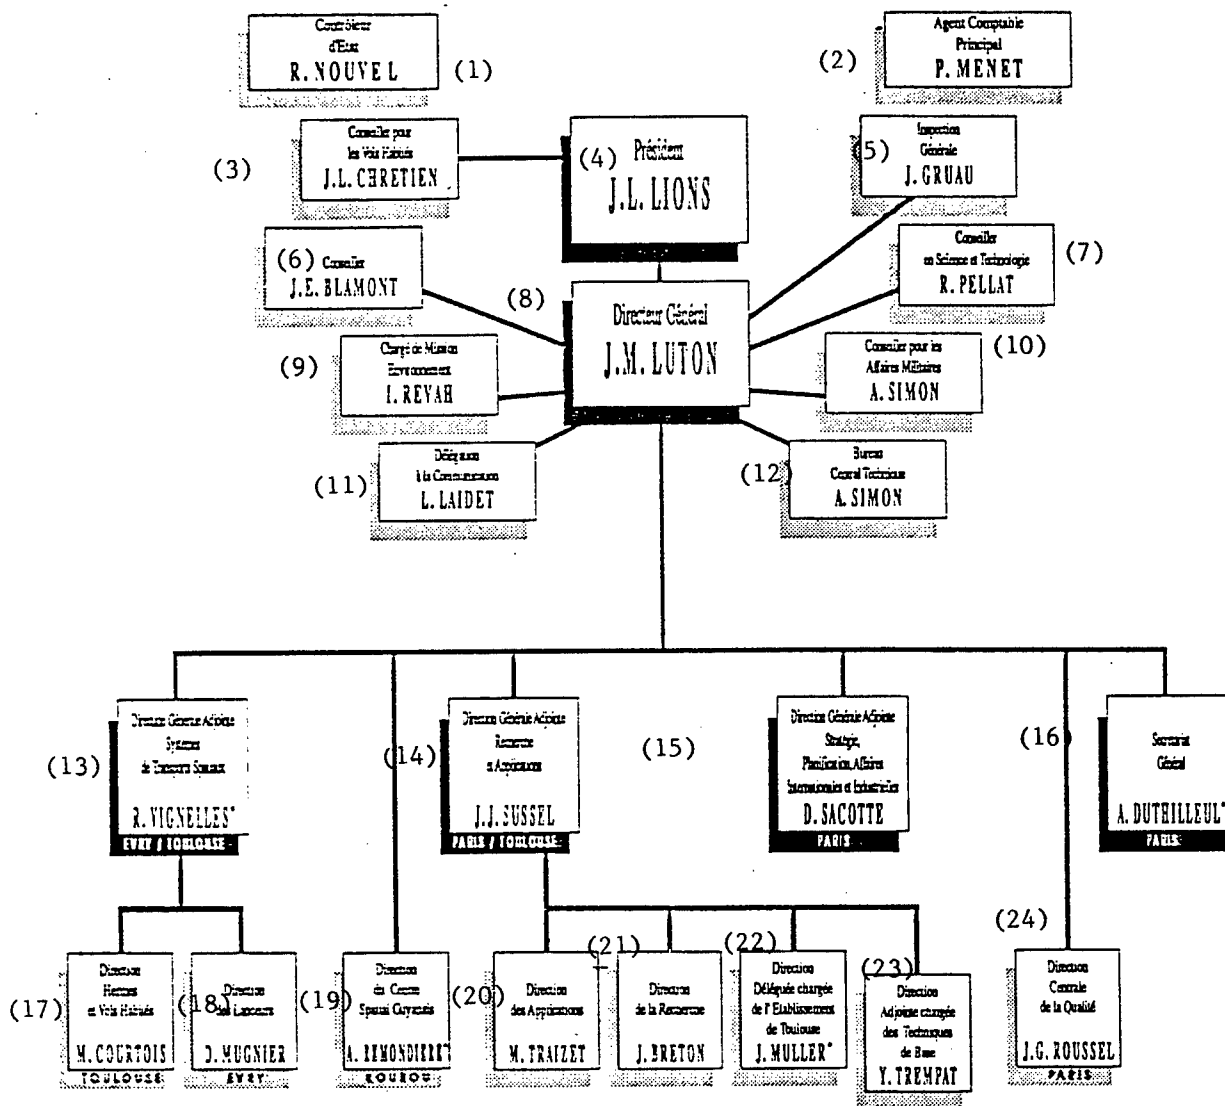 Contrôleur
d'Etat
R. NOUVEL
(1)
(2)
Agent Comptable
Principal
P. MENET
(3)
Conseiller pour
les Vols Habités
J.L. CHRETIEN
(4)
Président
J.L. LIONS
(5)
Inspection
Générale
J. GRUAU
(6)
Conseiller
J.E. BLAMONT
Conseiller
en Science et Technologie
R. PELLAT
(7)
(8)
Directeur Général
J.M. LUTON
(9)
Chargé de Mission
Environnement
I. REVAH
Conseiller pour les
Affaires Militaires
A. SIMON
(10)
(11)
Délégation
à la Communication
L. LAIDET
(12)
Bureau
Central Technique
A. SIMON
(13)
Direction Générale Adjointe
Systèmes
de Transports Spatiaux
R. VIGNELLES*
EVRY / TOULOUSE
(14)
Direction Générale Adjointe
Recherche
et Applications
J.J. SUSSEL
PARIS / TOULOUSE
(15)
Direction Générale Adjointe
Stratégie,
Planification, Affaires
Internationales et Industrielles
D. SACOTTE
PARIS
(16)
Secrétariat
Général
A. DUTHILLEUL*
PARIS
(17)
Direction
Hermes
et Vols Habités
M. COURTOIS
TOULOUSE
(18)
Direction
des Lanceurs
D. MUGNIER
EVRY
(19)
Direction
du Centre
Spatial Guyanais
A. REMONDIERE*
KOUROU
(20)
Direction
des Applications
M. TRAIZET
(21)
Direction
de la Recherche
J. BRETON
(22)
Direction
Déléguée chargée
de l'Etablissement
de Toulouse
J. MULLER*
(23)
Direction
Adjointe chargée
des Techniques
de Base
Y. TREMPAT
(24)
Direction
Centrale
de la Qualité
J.G. ROUSSEL
PARIS